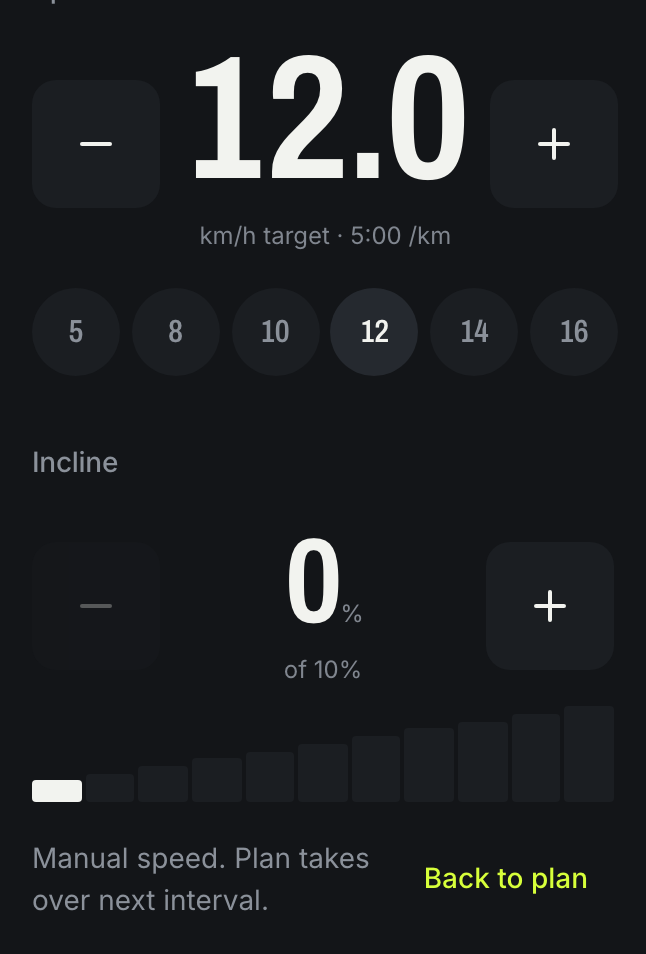 12.0
km/h target · 5:00 /km
5 8 10 12 14 16
Incline
0%
of 10%
Manual speed. Plan takes
over next interval.
Back to plan